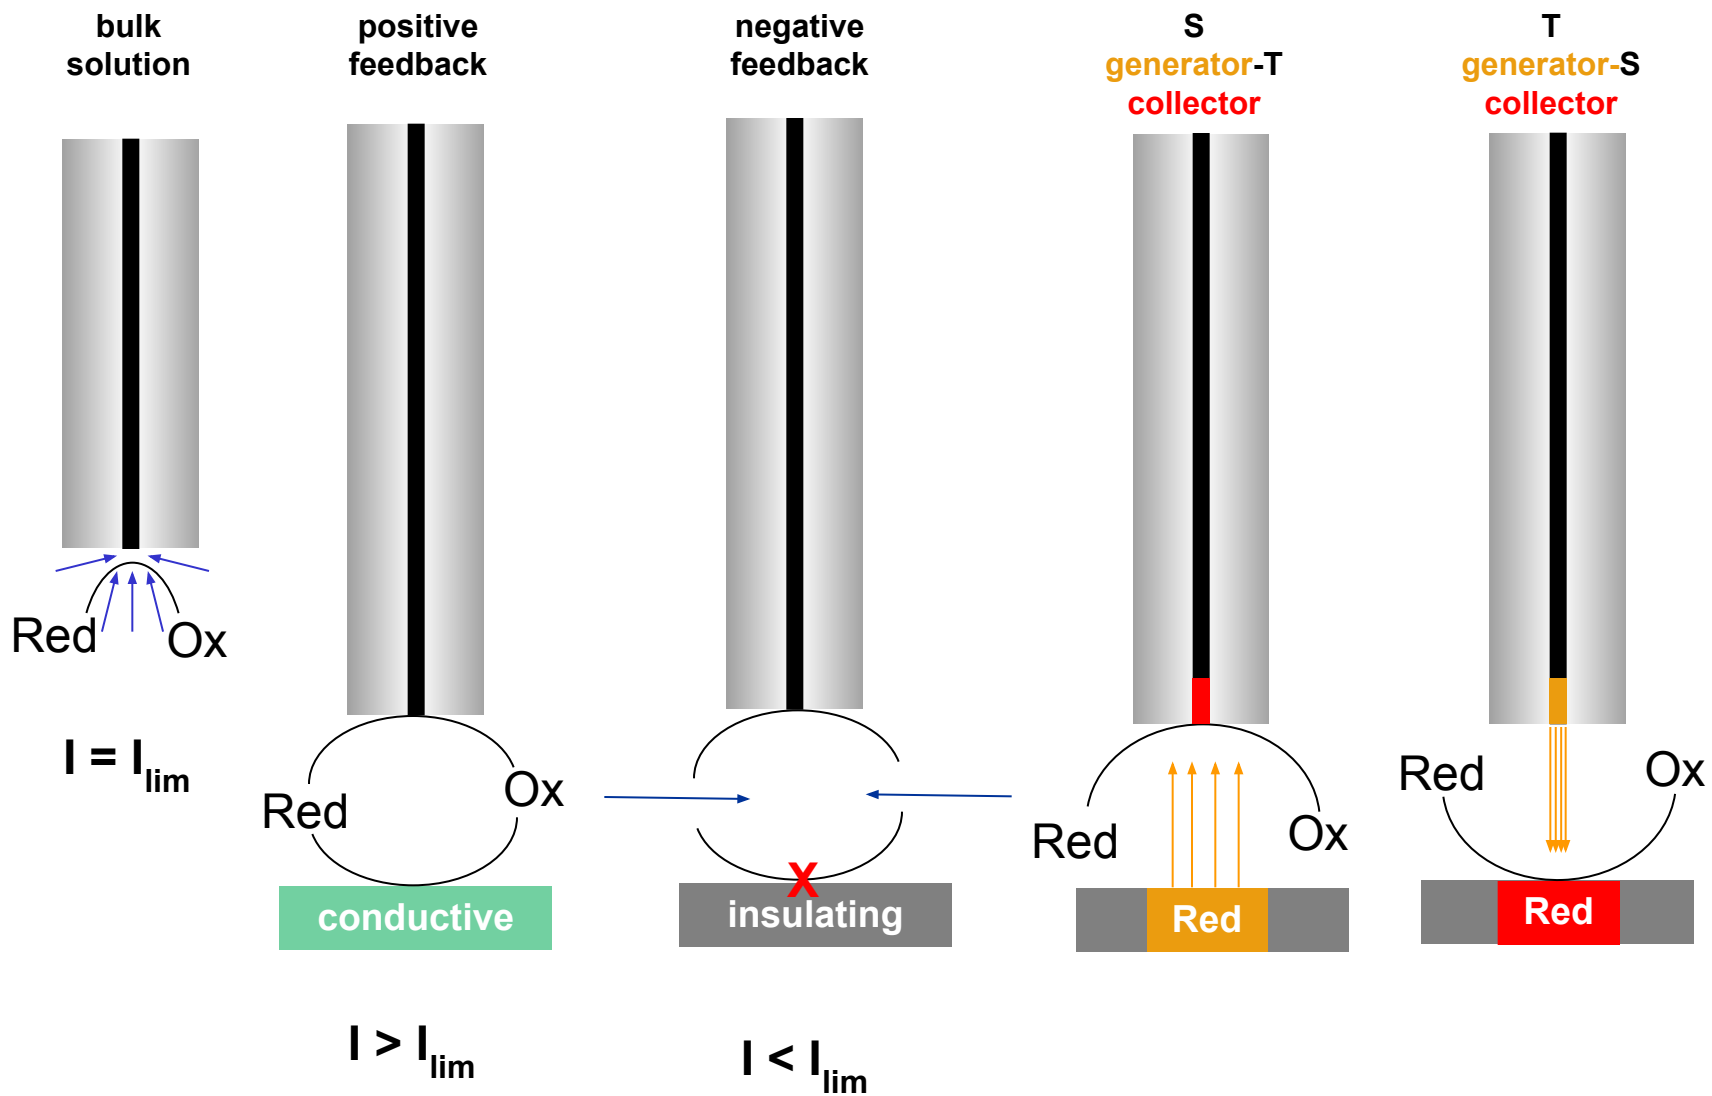 bulk
solution
positive
feedback
negative
feedback
S
generator-T
collector
T
generator-S
collector
Red
Ox
I = Ilim
Red
Ox
conductive
I > Ilim
X
insulating
I < Ilim
Red
Ox
Red
Red
Ox
Red